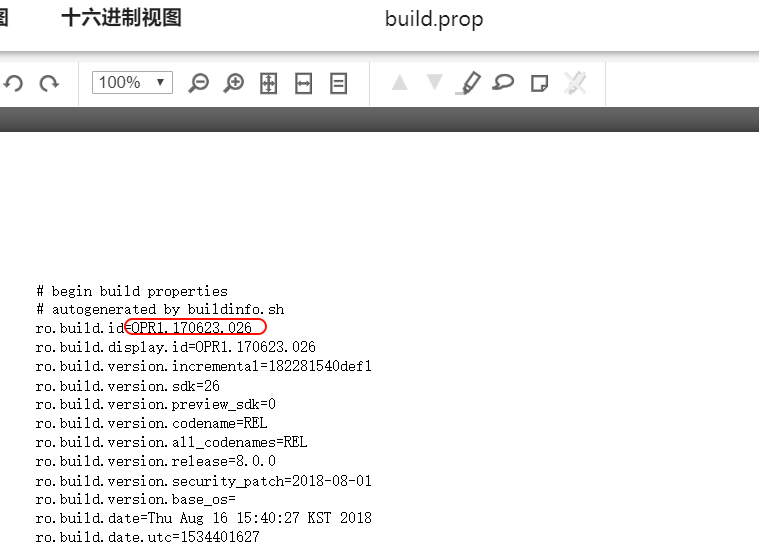 图
十六进制视图
build.prop
100%
# begin build properties
# autogenerated by buildinfo.sh
ro.build.id=OPR1.170623.026
ro.build.display.id=OPR1.170623.026
ro.build.version.incremental=182281540def1
ro.build.version.sdk=26
ro.build.version.preview_sdk=0
ro.build.version.codename=REL
ro.build.version.all_codenames=REL
ro.build.version.release=8.0.0
ro.build.version.security_patch=2018-08-01
ro.build.version.base_os=
ro.build.date=Thu Aug 16 15:40:27 KST 2018
ro.build.date.utc=1534401627